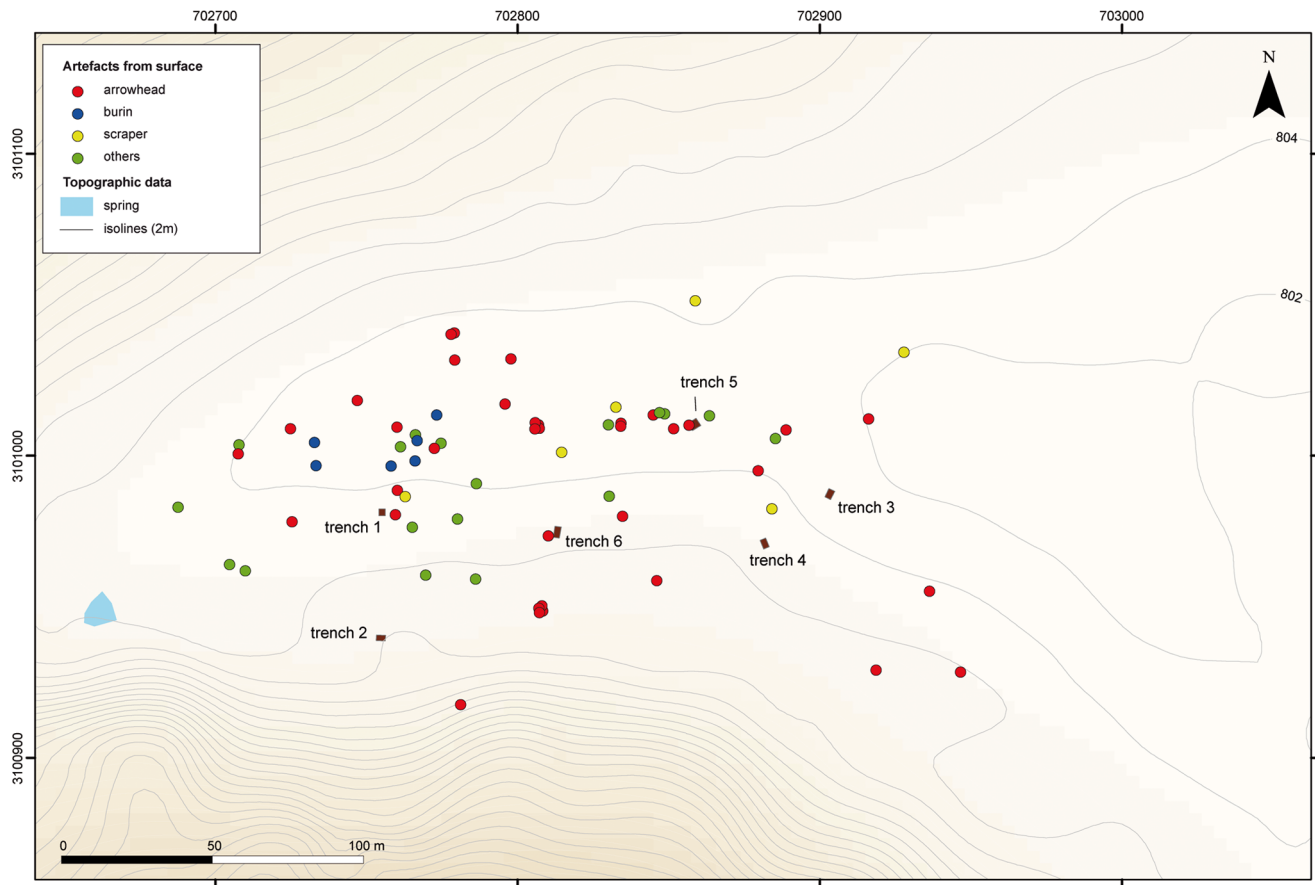 702700
702800
702900
703000
N
Artefacts from surface
arrowhead
burin
scraper
others
Topographic data
spring
isolines (2m)
3101100
804
802
trench 5
3101000
trench 3
trench 1
trench 6
trench 4
trench 2
3100900
0
50
100 m